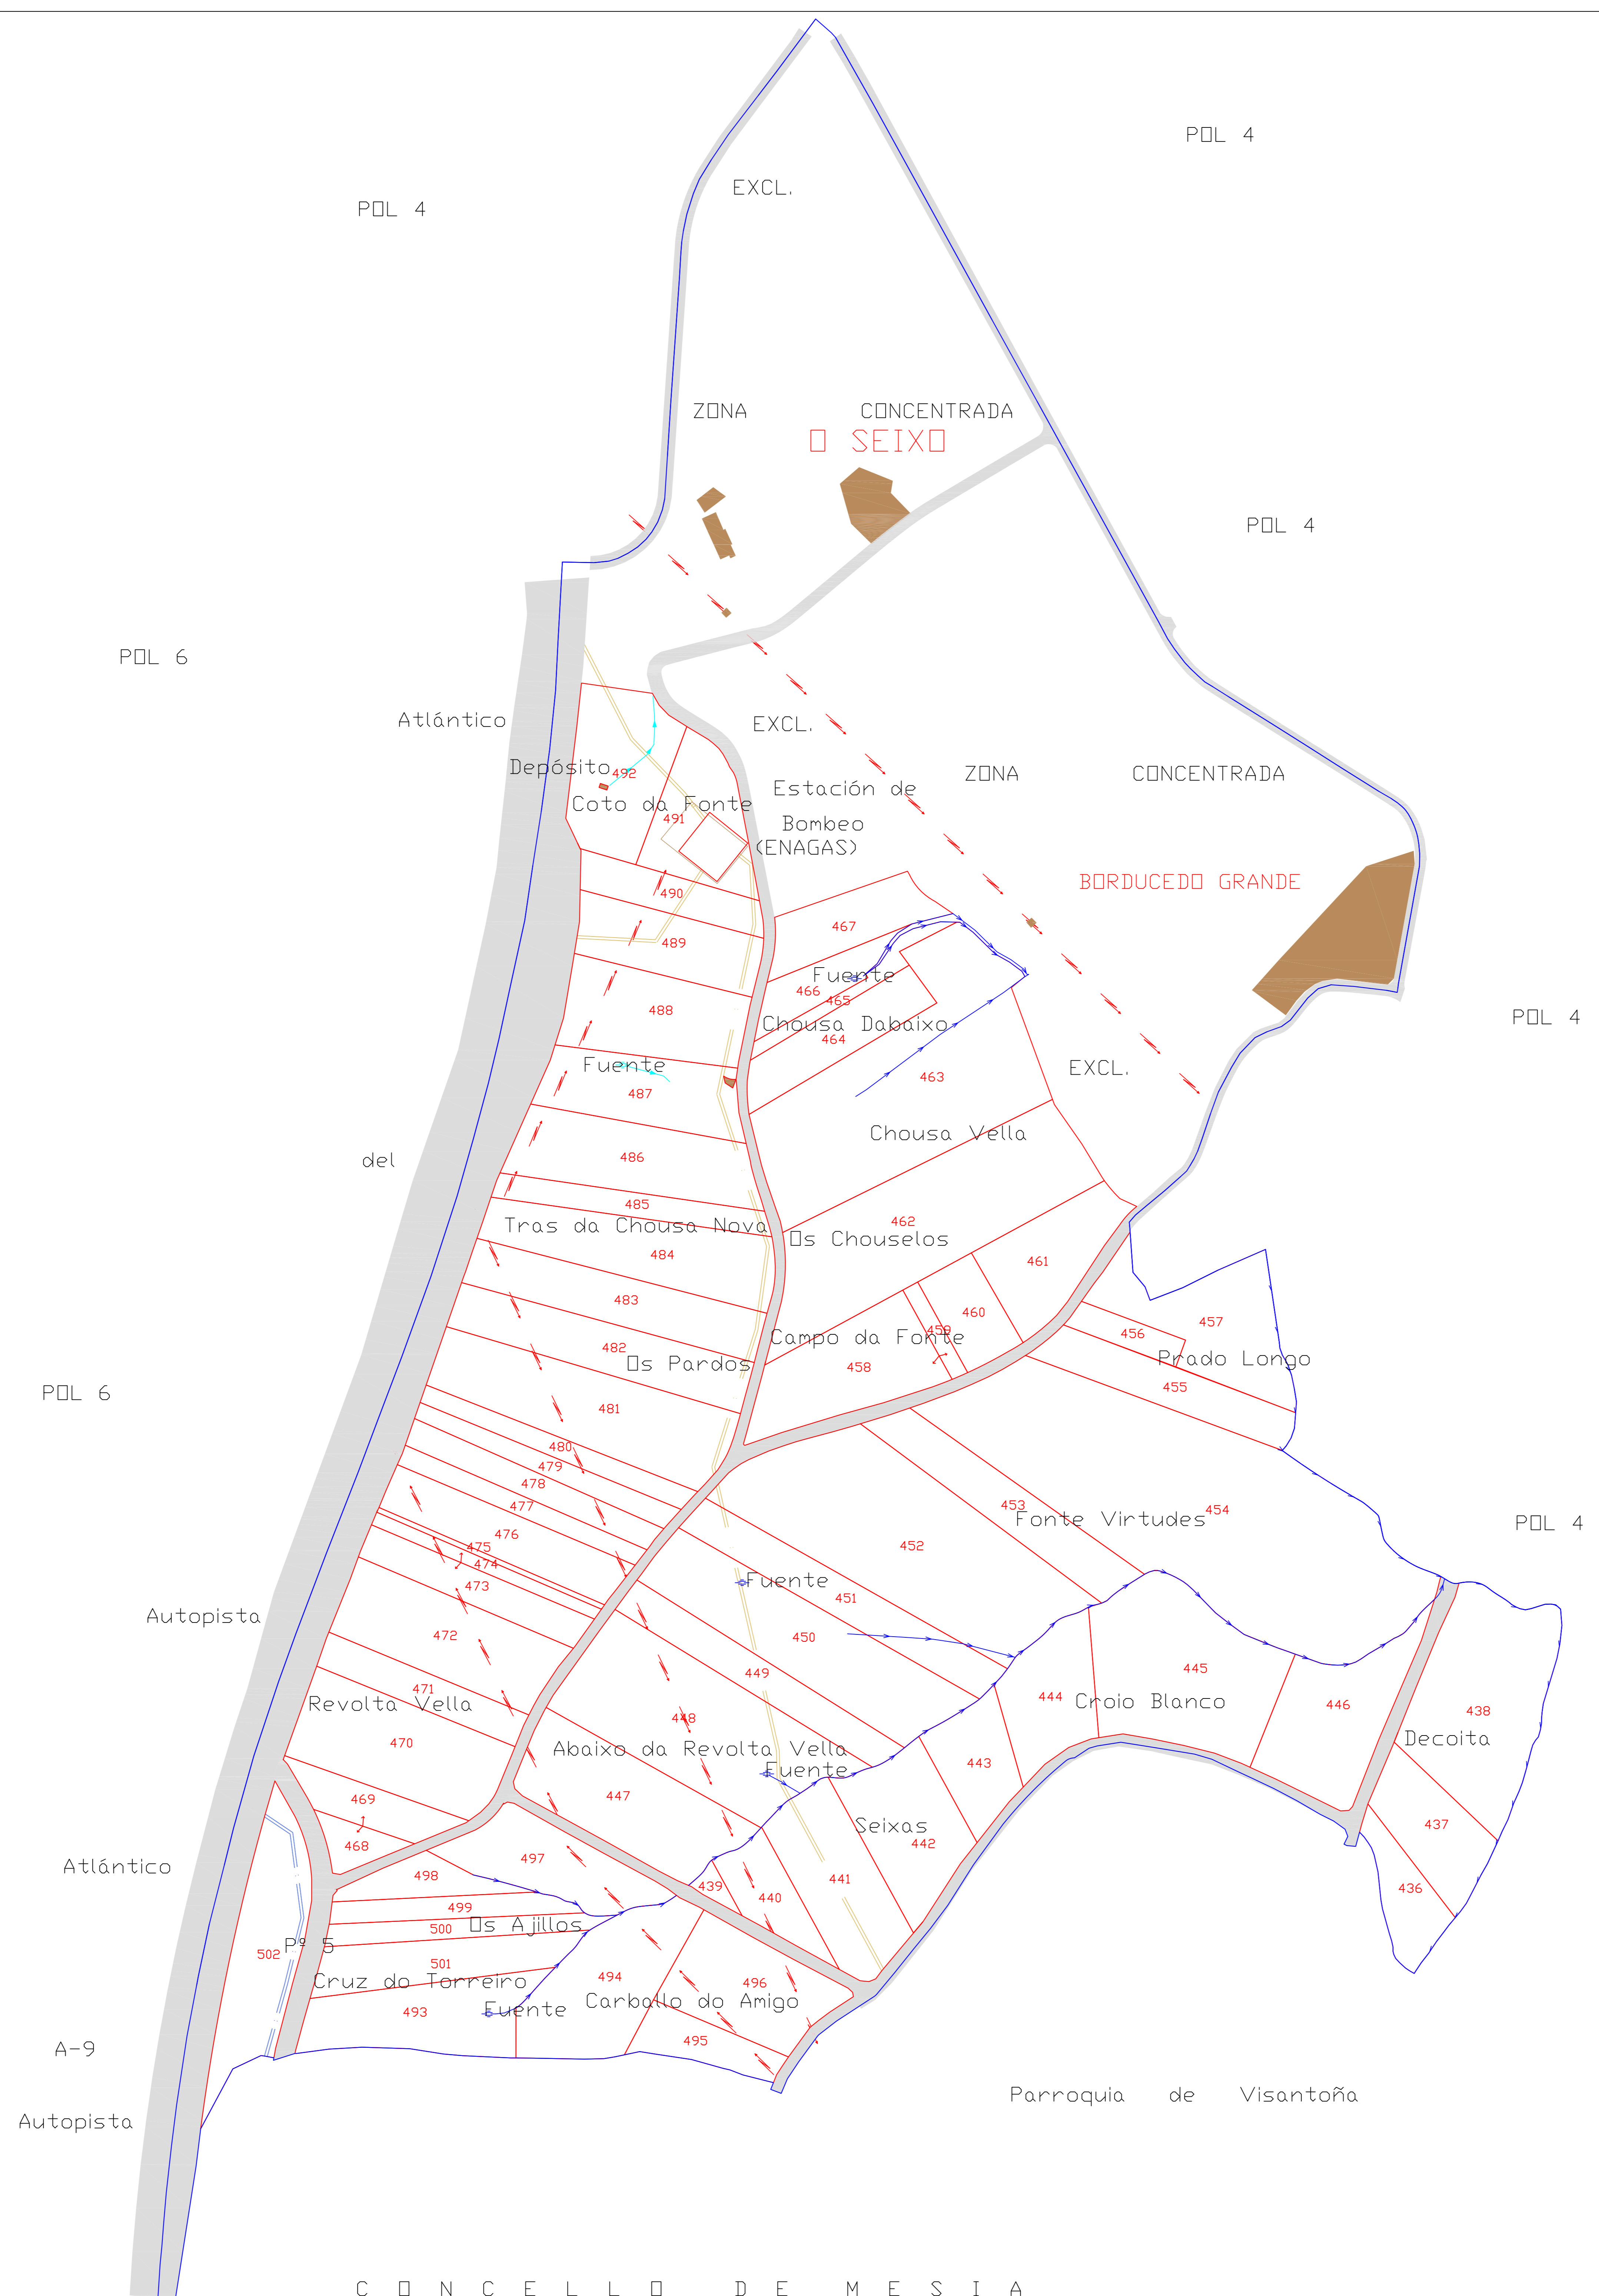 POL 4
EXCL.
POL 4
ZONA CONCENTRADA
O SEIXO
POL 4
POL 6
Atlántico
EXCL.
Depósito
492
ZONA CONCENTRADA
Coto da Fonte
491
Estación de
Bombeo
(ENAGAS)
BORDUCEDO GRANDE
490
489
467
Fuente
466
465
488
Chousa Dabaixo
464
POL 4
Fuente
487
463
EXCL.
Chousa Vella
del
486
485
Tras da Chousa Nova
462
Os Chouselos
484
461
483
460
459
457
456
482
Campo da Fonte
Os Pardos
458
Prado Longo
455
POL 6
481
480
479
478
477
453
454
Fonte Virtudes
POL 4
476
475
452
474
473
Fuente
451
Autopista
472
450
449
471
445
444
Croio Blanco
446
438
Revolta Vella
448
Decoita
470
Abaixo da Revolta Vella
Fuente
443
447
469
Seixas
442
437
468
Atlántico
497
498
441
439
440
436
499
Os Ajillos
500
502
Pº 5
501
Cruz do Torreiro
494
496
493
Fuente
Carballo do Amigo
495
A-9
Parroquia de Visantoña
Autopista
CONCELLO DE MESIA